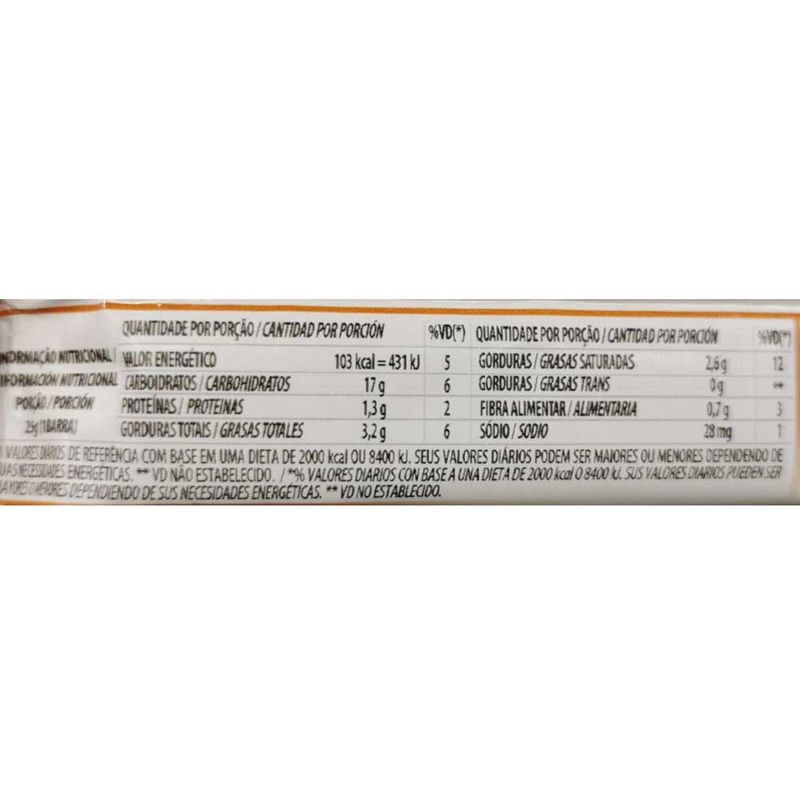 QUANTIDADE POR PORÇÃO / CANTIDAD POR PORCIÓN %VD(*) QUANTIDADE POR PORÇÃO / CANTIDAD POR PORCIÓN %VD(*)
NUTRICIONAL VALOR ENERGÉTICO 103 kcal = 431 kJ 5 GORDURAS / GRASAS SATURADAS 2,6 g 12
NUTRICIONAL CARBOIDRATOS / CARBOHIDRATOS 17 g 6 GORDURAS / GRASAS TRANS 0 g **
PORÇÃO / PORCIÓN PROTEÍNAS / PROTEINAS 1,3 g 2 FIBRA ALIMENTAR / ALIMENTARIA 0,7 g 3
25g (1 BARRA) GORDURAS TOTAIS / GRASAS TOTALES 3,2 g 6 SÓDIO / SODIO 28 mg 1
VALORES DIÁRIOS DE REFERÊNCIA COM BASE EM UMA DIETA DE 2000 kcal OU 8400 kJ. SEUS VALORES DIÁRIOS PODEM SER MAIORES OU MENORES DEPENDENDO DE
NECESSIDADES ENERGÉTICAS. ** VD NÃO ESTABELECIDO. / *% VALORES DIARIOS CON BASE A UNA DIETA DE 2000 kcal O 8400 kJ. SUS VALORES DIARIOS PUEDEN SER
O MENORES DEPENDIENDO DE SUS NECESIDADES ENERGÉTICAS. ** VD NO ESTABLECIDO.